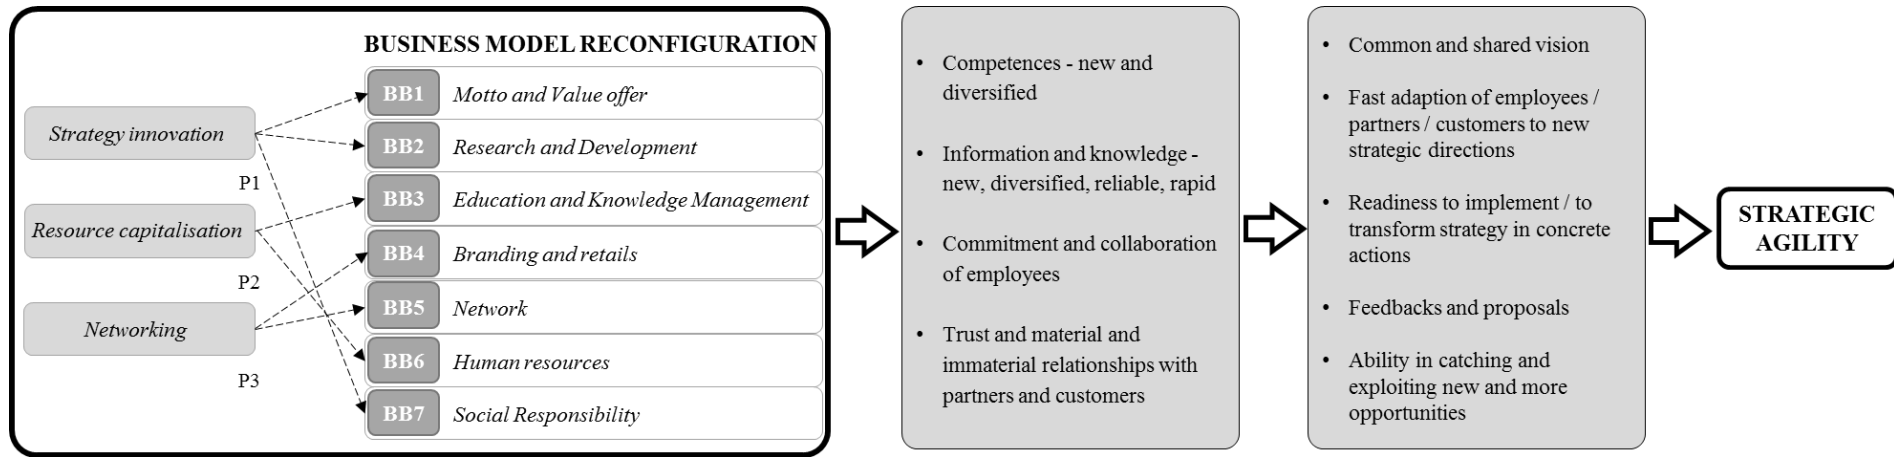 BUSINESS MODEL RECONFIGURATION
Strategy innovation
P1
Resource capitalisation
P2
Networking
P3
BB1 Motto and Value offer
BB2 Research and Development
BB3 Education and Knowledge Management
BB4 Branding and retails
BB5 Network
BB6 Human resources
BB7 Social Responsibility
• Competences - new and
diversified
• Information and knowledge -
new, diversified, reliable, rapid
• Commitment and collaboration
of employees
• Trust and material and
immaterial relationships with
partners and customers
• Common and shared vision
• Fast adaption of employees /
partners / customers to new
strategic directions
• Readiness to implement / to
transform strategy in concrete
actions
• Feedbacks and proposals
• Ability in catching and
exploiting new and more
opportunities
STRATEGIC
AGILITY